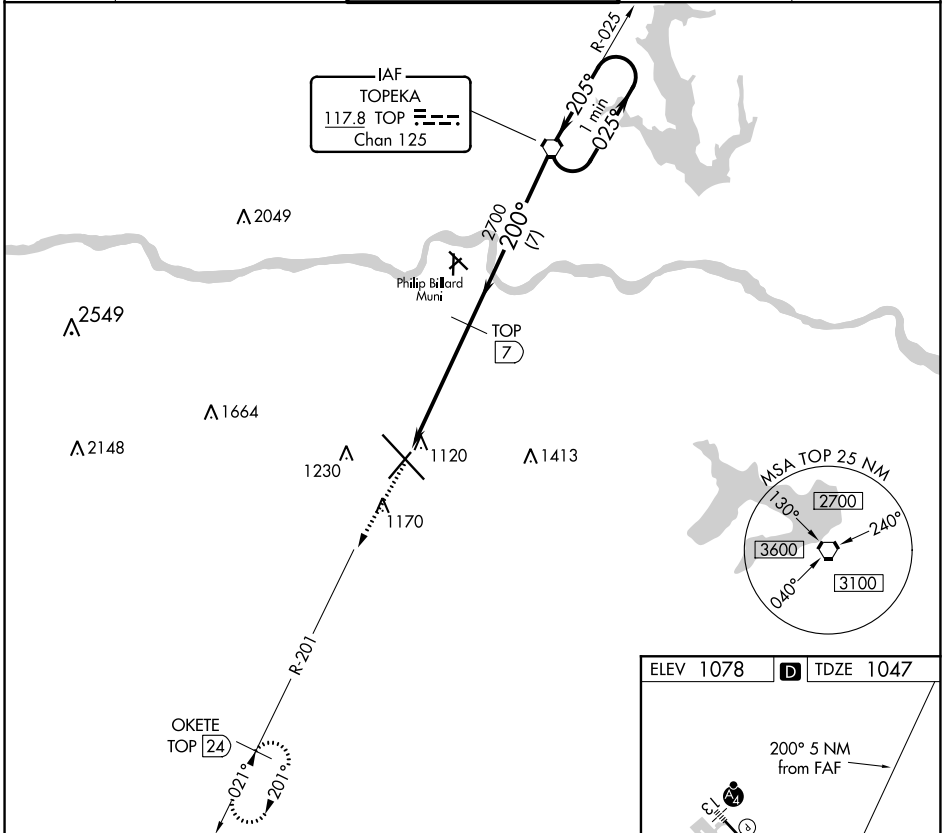 R-025
IAF
TOPEKA
117.8 TOP
Chan 125
205°
1 min
025°
2049
2700
200°
(7)
Philip Billard
Muni
2549
TOP
7
1664
2148
1230
1120
1413
1170
MSA TOP 25 NM
130°
2700
240°
3600
040°
3100
R-201
OKETE
TOP 24
021°
201°
ELEV 1078 D TDZE 1047
200° 5 NM
from FAF
A4
13
P